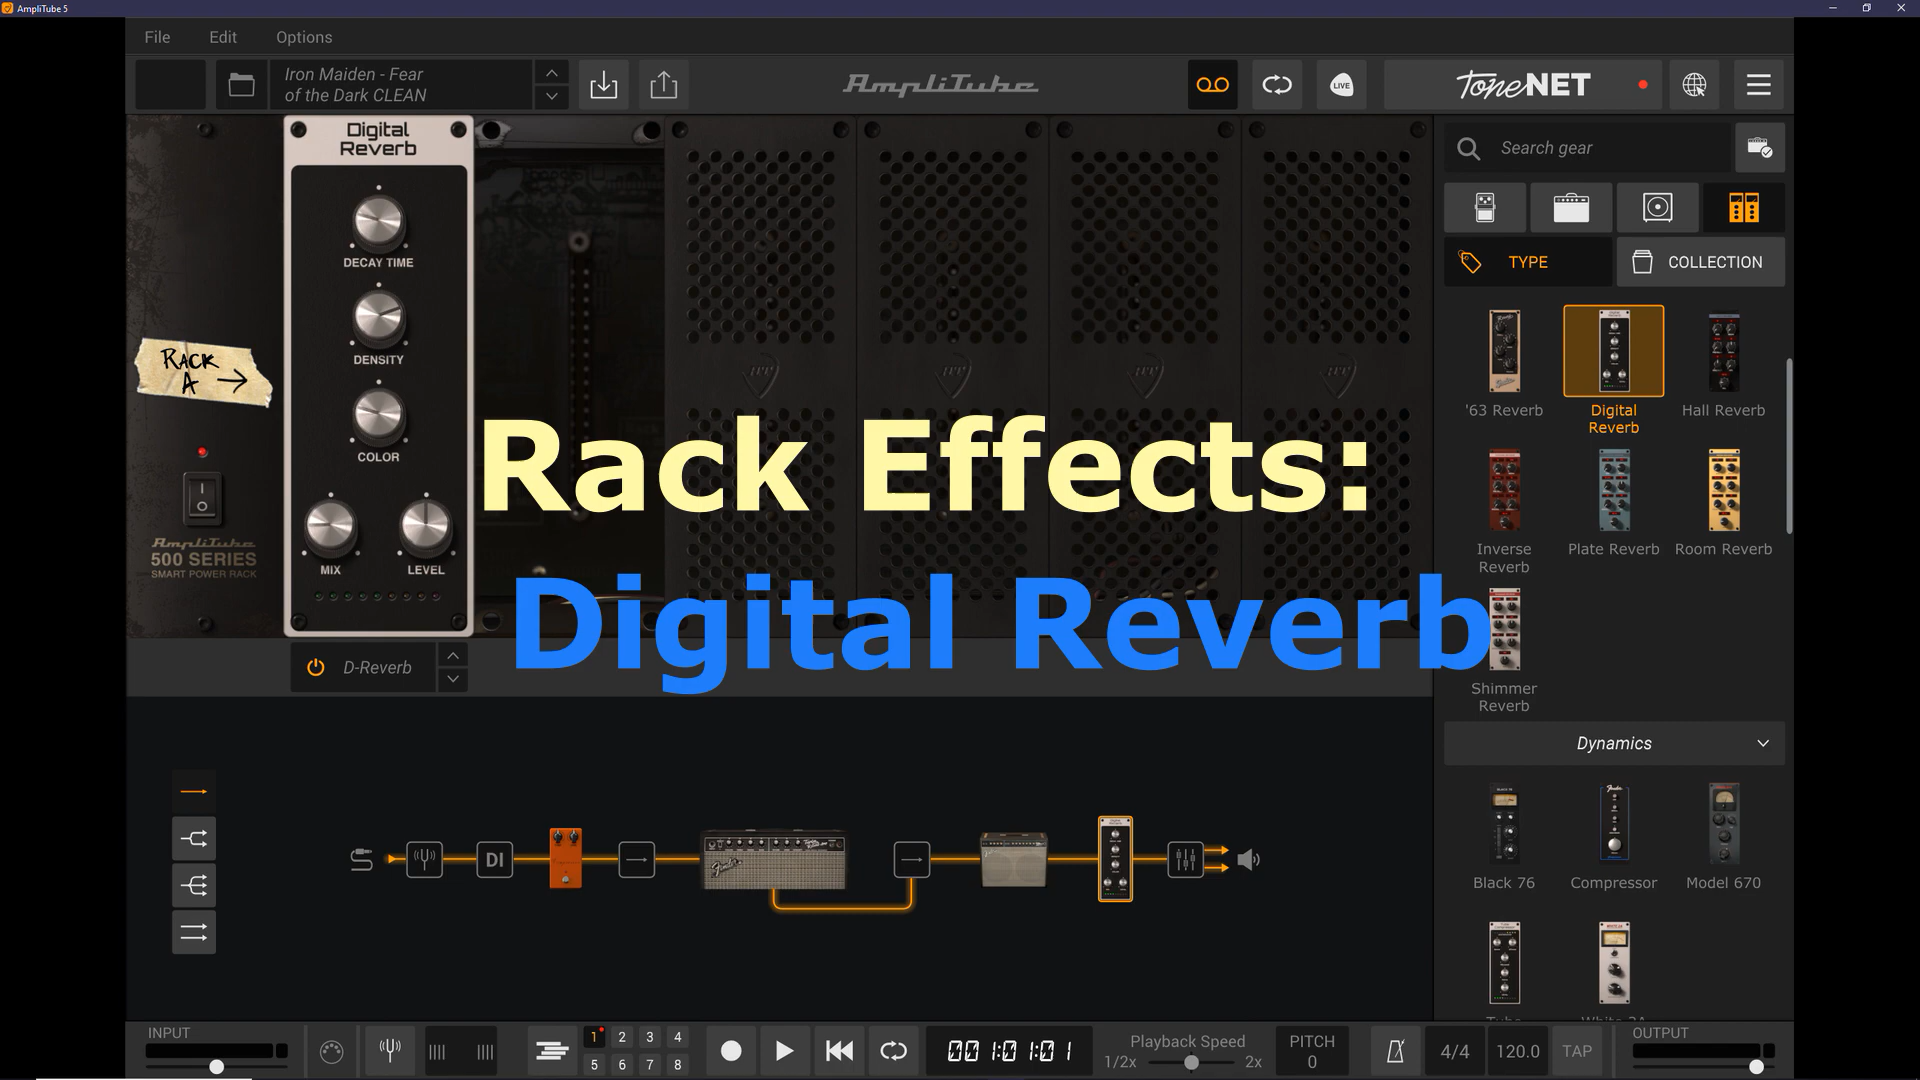 AmpliTube 5
File
Edit
Options
Iron Maiden - Fear
of the Dark CLEAN
AmpliTube
LIVE
ToneNET
Digital
Reverb
DECAY TIME
DENSITY
COLOR
MIX
LEVEL
RACK
A
AmpliTube
500 SERIES
SMART POWER RACK
D-Reverb
Rack Effects:
Digital Reverb
Search gear
TYPE
COLLECTION
'63 Reverb
Digital
Reverb
Hall Reverb
Inverse
Reverb
Plate Reverb
Room Reverb
Shimmer
Reverb
Dynamics
Black 76
Compressor
Model 670
DI
Fender
INPUT
1
2
3
4
5
6
7
8
00 1:01:01
Playback Speed
1/2x
2x
PITCH
0
4/4
120.0
TAP
OUTPUT